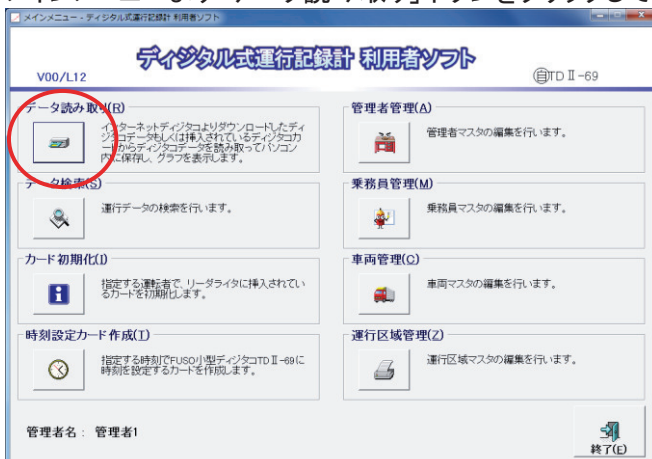 メインメニュー - ディジタル式運行記録計 利用者ソフト
ディジタル式運行記録計 利用者ソフト
V00/L12
自TDⅡ-69
データ読み取り(R)
インターネットディジタコよりダウンロードしたディ
ジタコデータもしくは挿入されているディジタコカ
ードからディジタコデータを読み取ってパソコン
内に保存し、グラフを表示します。
データ検索(S)
運行データの検索を行います。
カード初期化(I)
指定する運転者で、リーダライタに挿入されてい
るカードを初期化します。
時刻設定カード作成(T)
指定する時刻でFUSO小型ディジタコTDⅡ-69に
時刻を設定するカードを作成します。
管理者管理(A)
管理者マスタの編集を行います。
乗務員管理(M)
乗務員マスタの編集を行います。
車両管理(C)
車両マスタの編集を行います。
運行区域管理(Z)
運行区域マスタの編集を行います。
管理者名： 管理者1
終了(E)